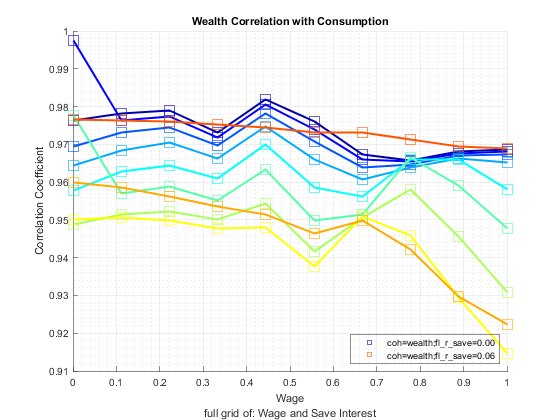 Wealth Correlation with Consumption
1
0.99
0.98
0.97
0.96
0.95
0.94
0.93
0.92
0.91
Correlation Coefficient
coh=wealth;fl_r_save=0.00
coh=wealth;fl_r_save=0.06
0 0.1 0.2 0.3 0.4 0.5 0.6 0.7 0.8 0.9 1
Wage
full grid of: Wage and Save Interest